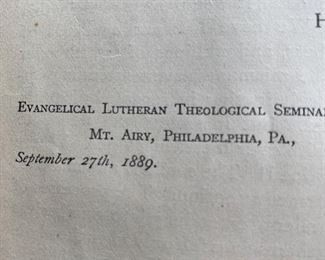 EVANGELICAL LUTHERAN THEOLOGICAL
MT. AIRY, PHILADELPHIA, PA.,
September 27th, 1889.